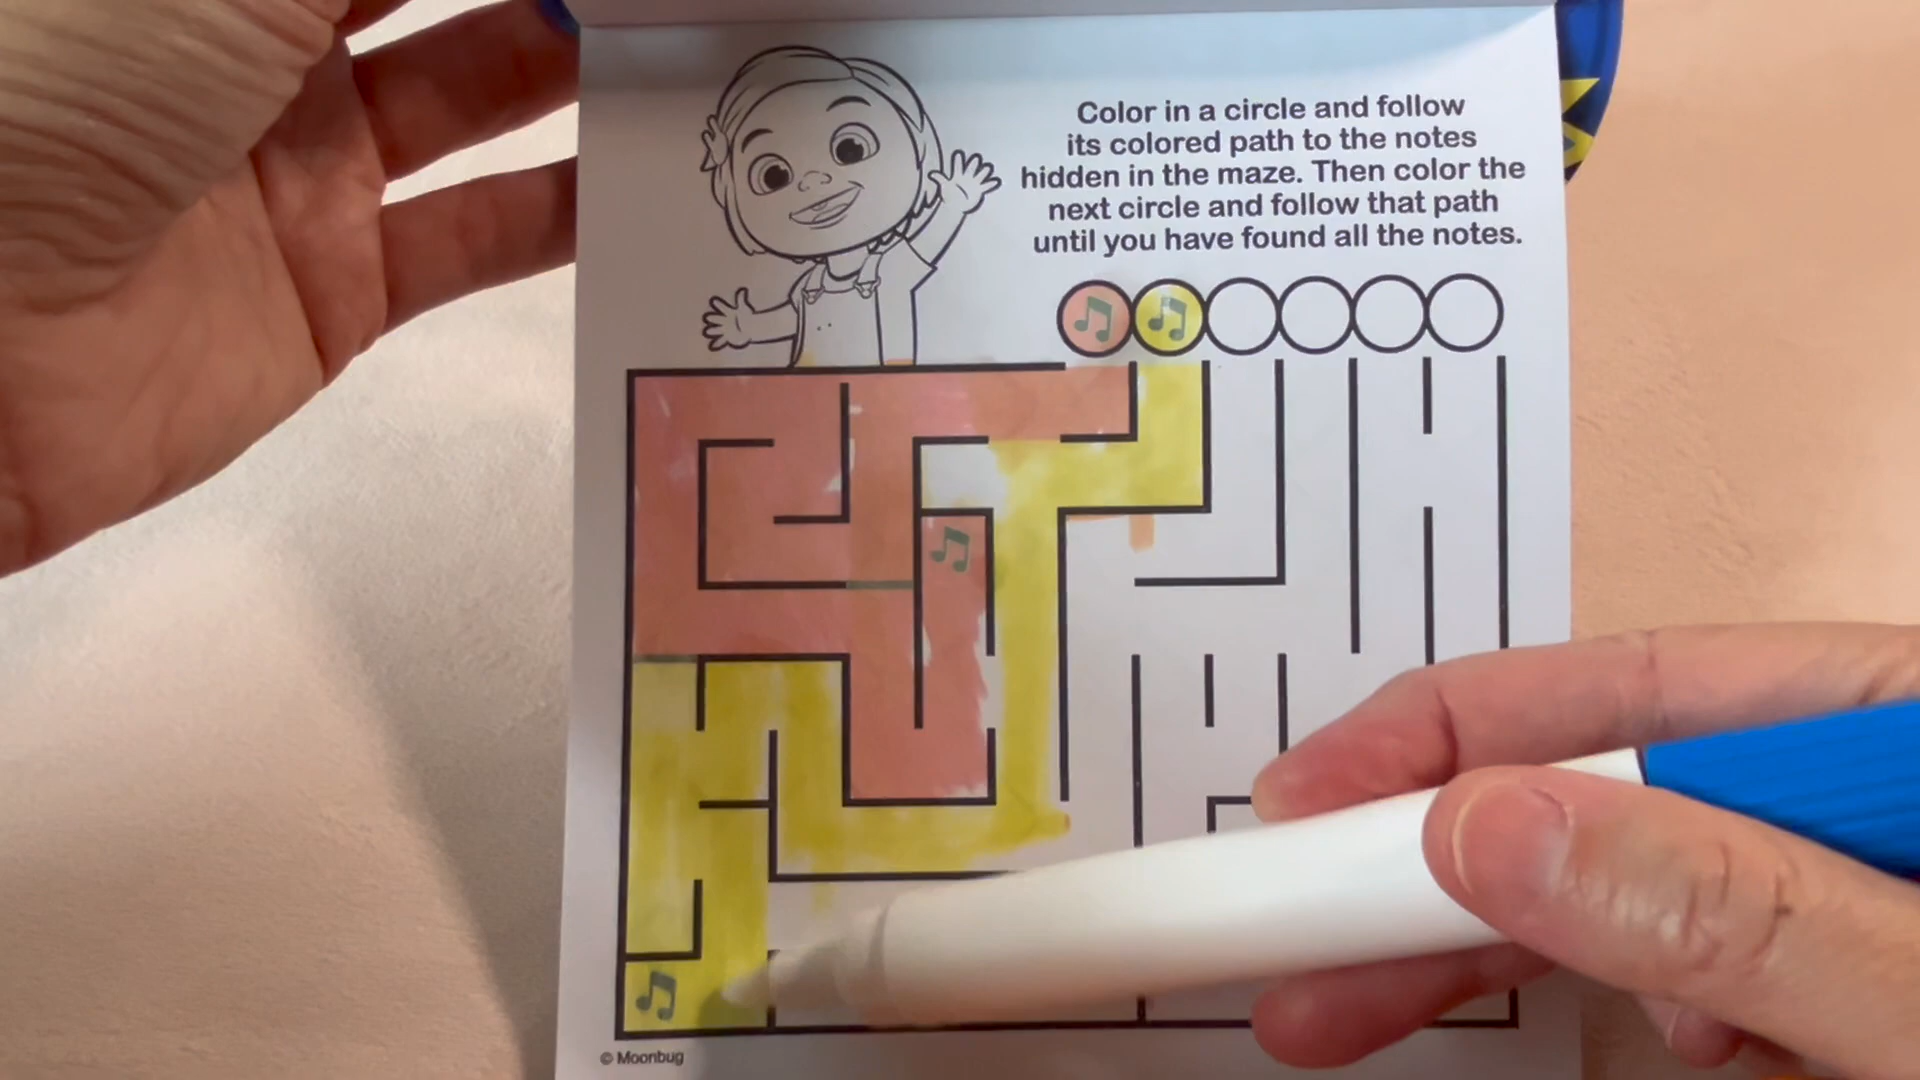 Color in a circle and follow
its colored path to the notes
hidden in the maze. Then color the
next circle and follow that path
until you have found all the notes.
© Moonbug